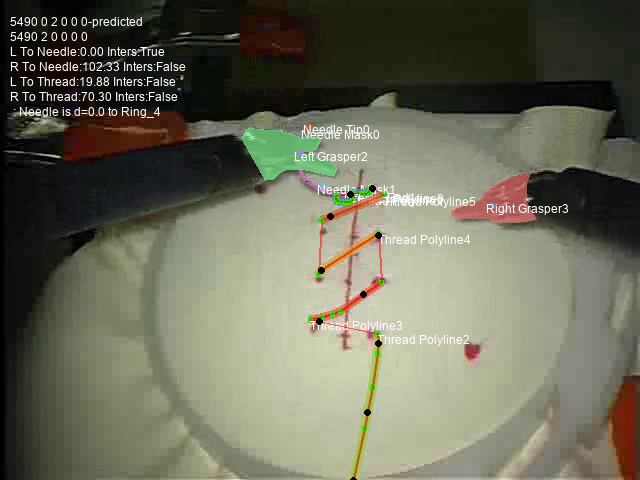 5490 0 2 0 0 0-predicted
5490 2 0 0 0 0
L To Needle:0.00 Inters:True
R To Needle:102.33 Inters:False
L To Thread:19.88 Inters:False
R To Thread:70.30 Inters:False
: Needle is d=0.0 to Ring_4
Needle Tip0
Needle Mask0
Left Grasper2
Needle Mask1
Polyline5
Right Grasper3
Thread Polyline4
Thread Polyline3
Thread Polyline2